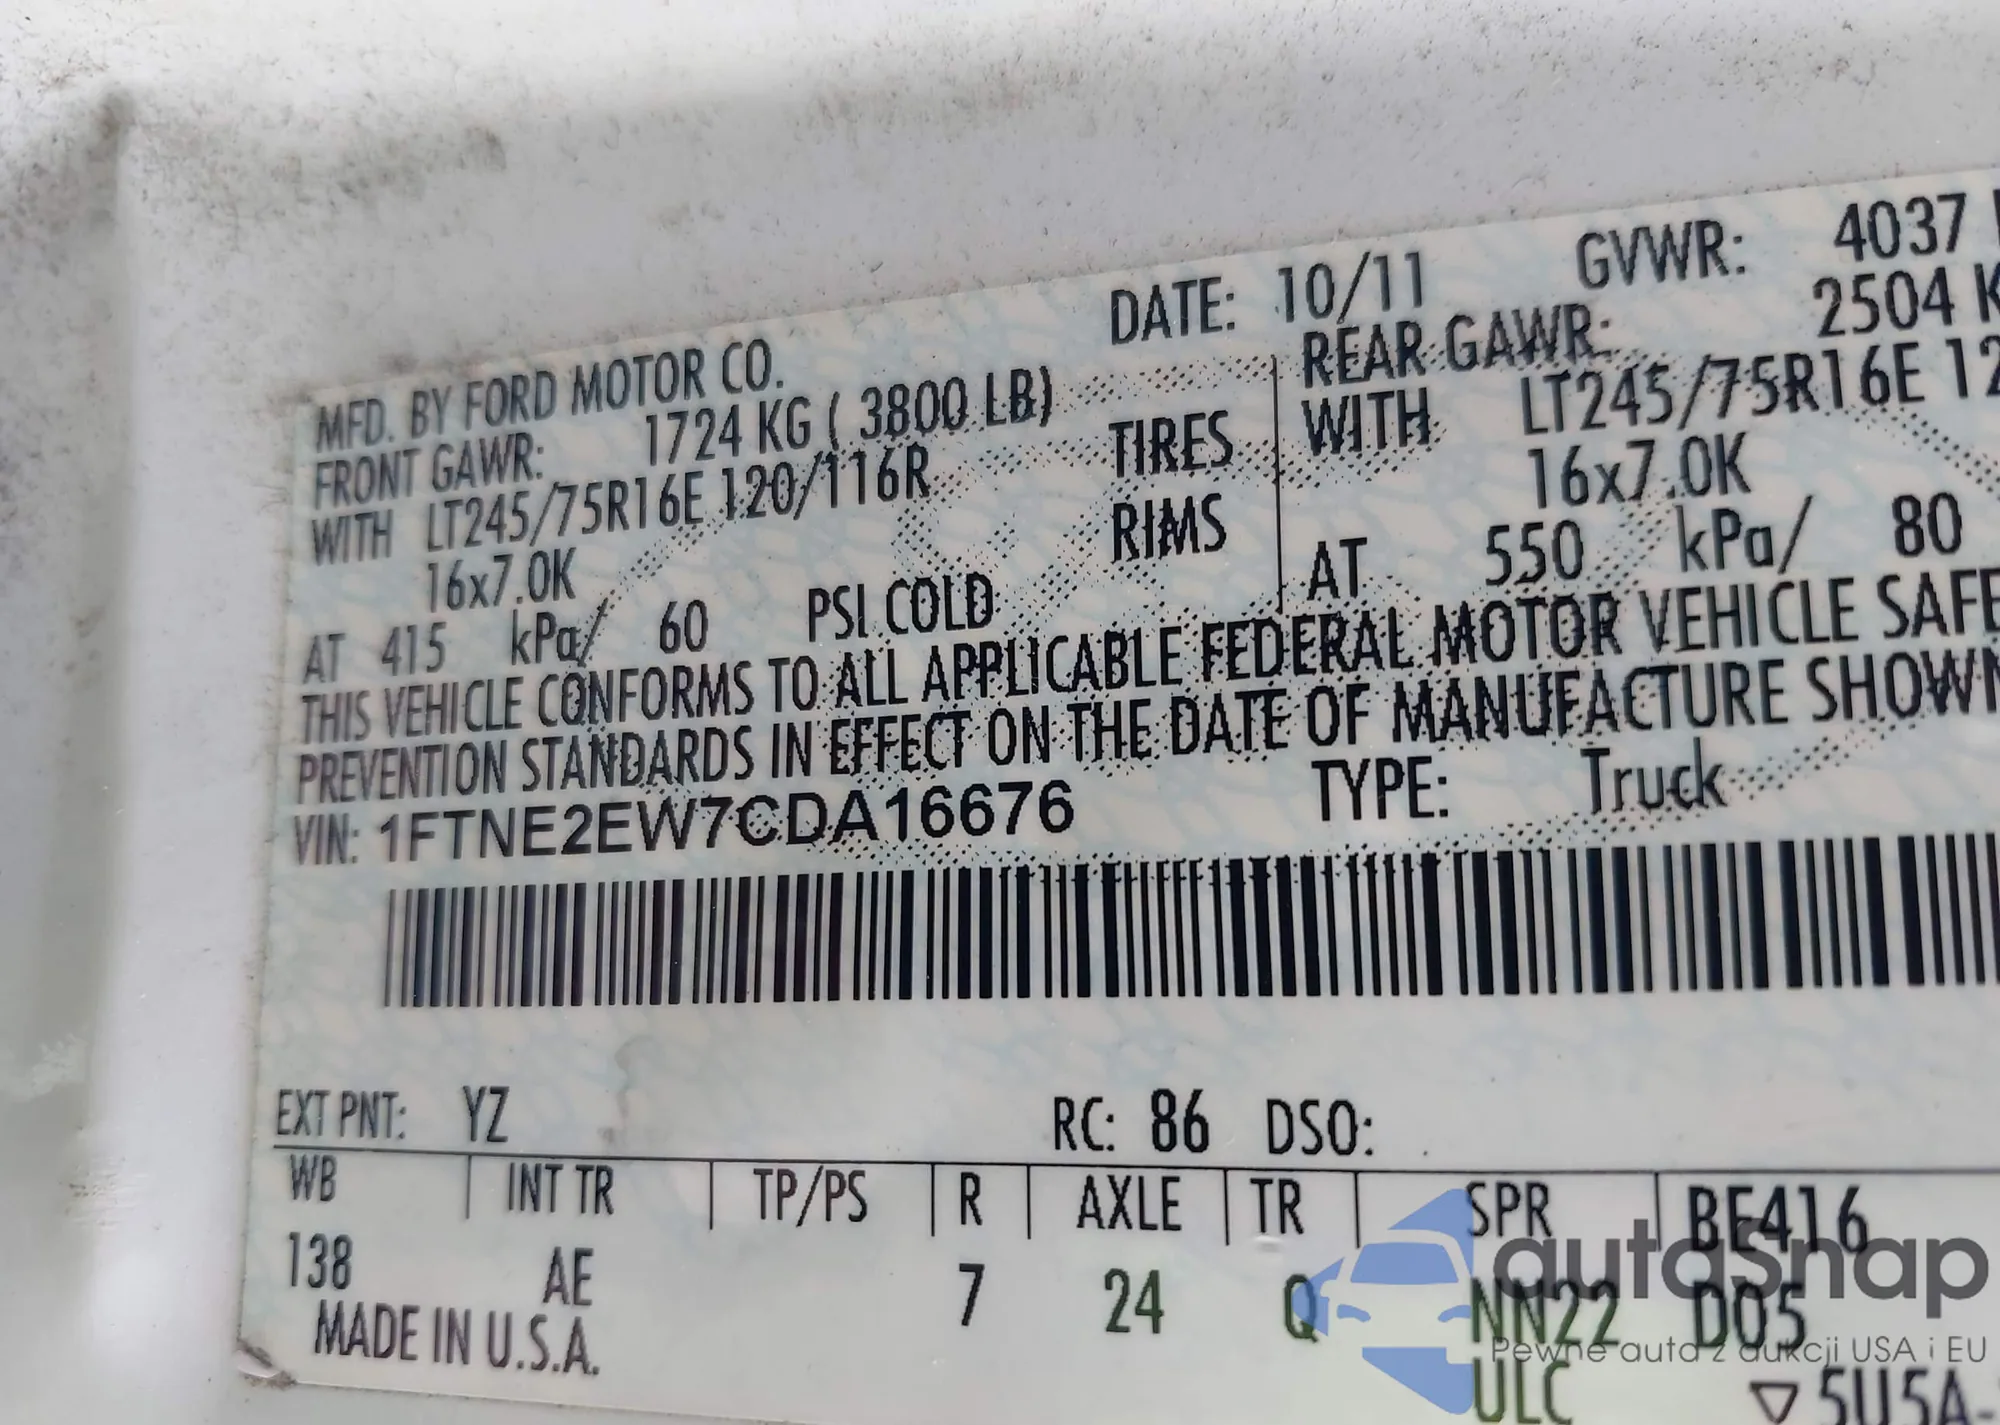 DATE: 10/11 GVWR: 4037
MFD. BY FORD MOTOR CO.
FRONT GAWR: 1724 KG ( 3800 LB) REAR GAWR: 2504 K
WITH LT245/75R16E 120/116R TIRES WITH LT245/75R16E 12
16x7.0K RIMS 16x7.0K
AT 415 kPa/ 60 PSI COLD AT 550 kPa/ 80
THIS VEHICLE CONFORMS TO ALL APPLICABLE FEDERAL MOTOR VEHICLE SAFE
PREVENTION STANDARDS IN EFFECT ON THE DATE OF MANUFACTURE SHOWN
VIN: 1FTNE2EW7CDA16676 TYPE: Truck
EXT PNT: YZ RC: 86 DSO:
WB INT TR TP/PS R AXLE TR SPR BE416
138 AE 7 24 Q NN22 D05
MADE IN U.S.A. ULC ▽5U5A-
autoSnap
Pewne auta z aukcji USA i EU